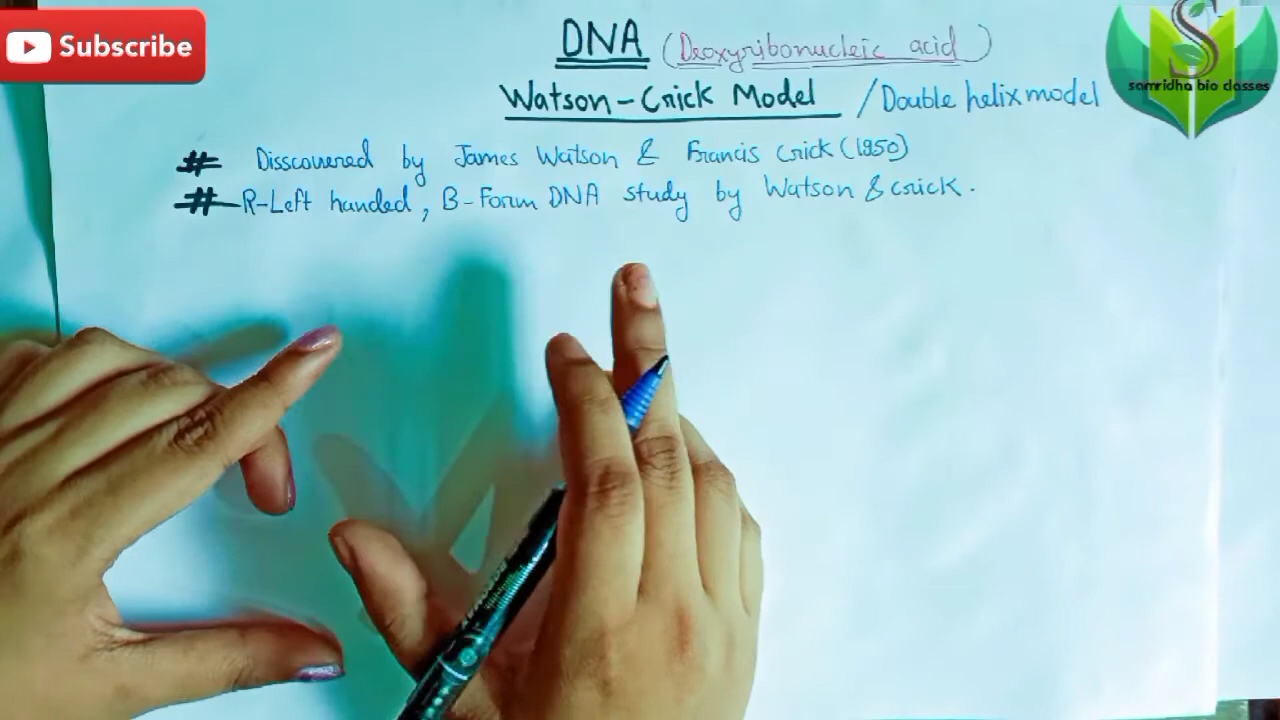 Subscribe
DNA (Deoxyribonucleic acid)
samridha bio classes
Watson-Crick Model / Double helix model
# Disscovered by James Watson & Francis Crick (1950)
# R-Left handed, B-Form DNA study by Watson & crick.